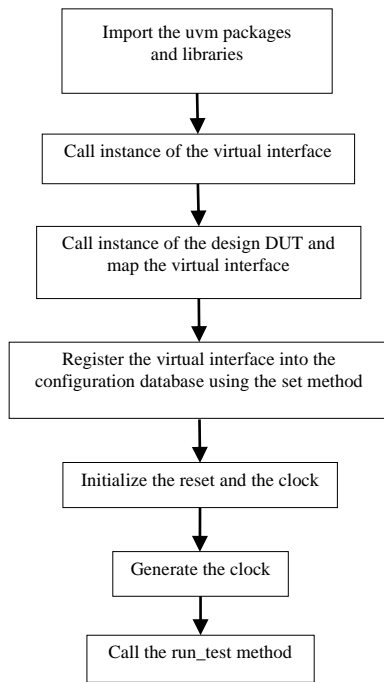 Import the uvm packages
and libraries
Call instance of the virtual interface
Call instance of the design DUT and
map the virtual interface
Register the virtual interface into the
configuration database using the set method
Initialize the reset and the clock
Generate the clock
Call the run_test method